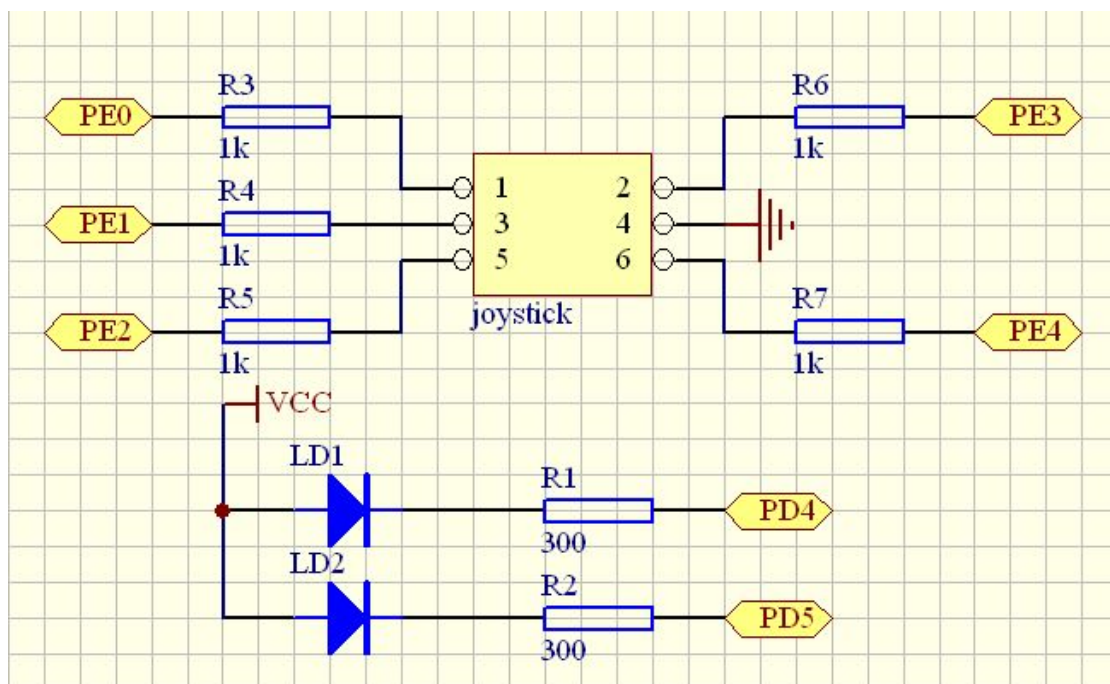 R3
R6
PE0
PE3
1k
1k
1
2
R4
PE1
3
4
1k
5
6
R5
R7
joystick
PE2
PE4
1k
1k
VCC
LD1
R1
PD4
300
LD2
R2
PD5
300